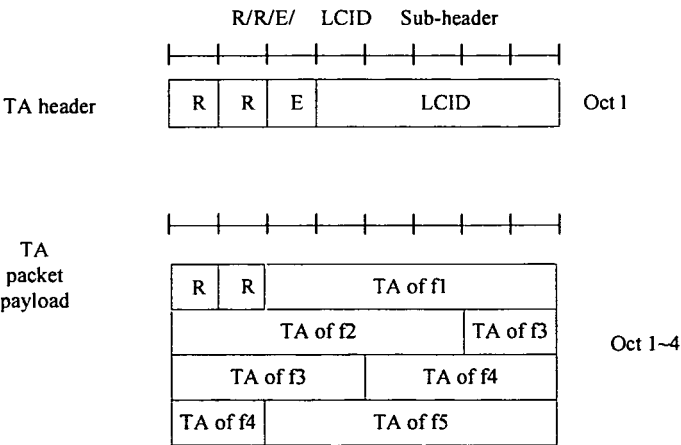 R/R/E/ LCID Sub-header
TA header
R R E LCID
Oct 1
TA
packet
payload
R R TA of f1
TA of f2 TA of f3
Oct 1~4
TA of f3 TA of f4
TA of f4 TA of f5